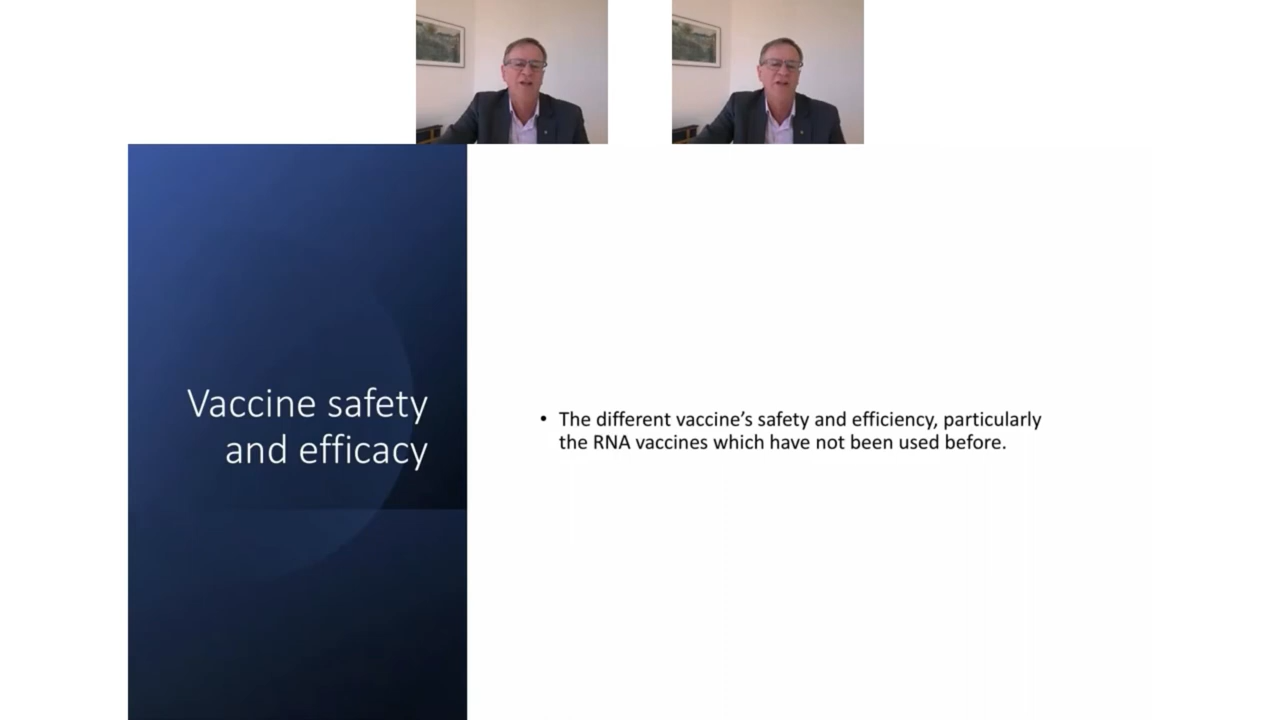 Vaccine safety
and efficacy
• The different vaccine's safety and efficiency, particularly
the RNA vaccines which have not been used before.